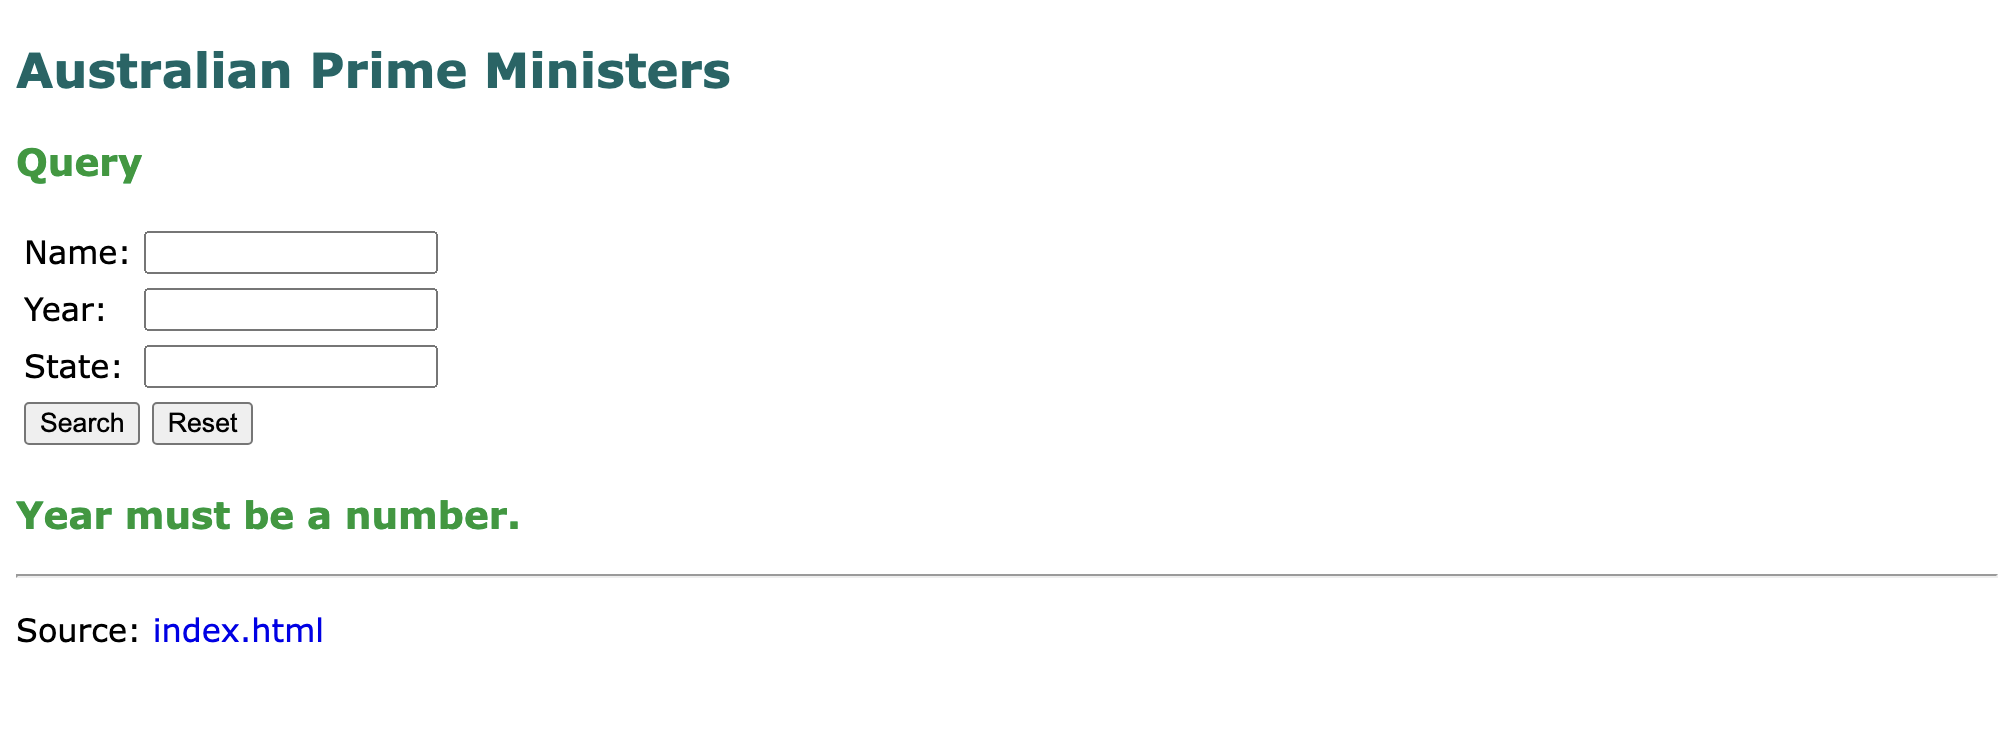 Australian Prime Ministers
Query
Name:
Year:
State:
Search Reset
Year must be a number.
Source: index.html